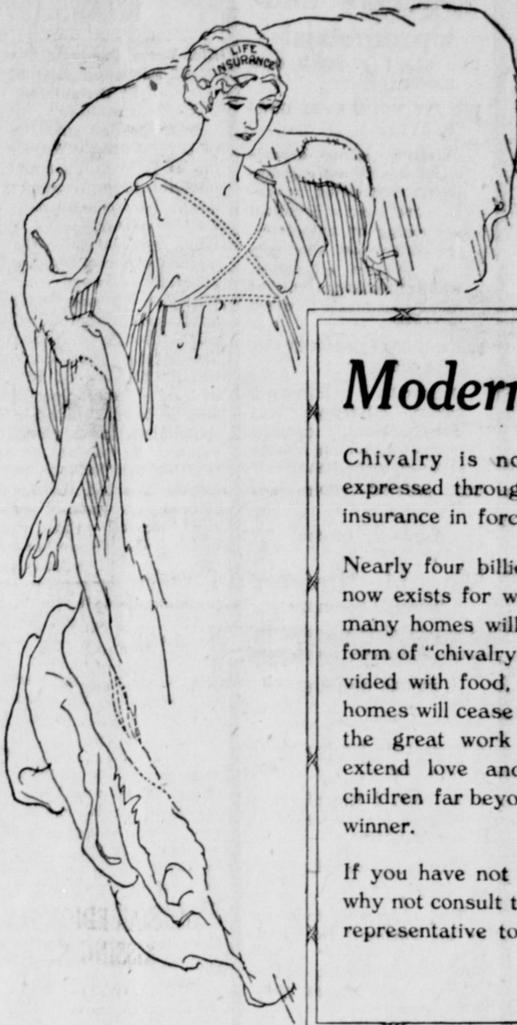 LIFE
INSURANCE
Modern
Chivalry is no
expressed throug
insurance in forc
Nearly four billi
now exists for w
many homes will
form of “chivalry
vided with food,
homes will cease
the great work
extend love and
children far beyo
winner.
If you have not
why not consult t
representative to